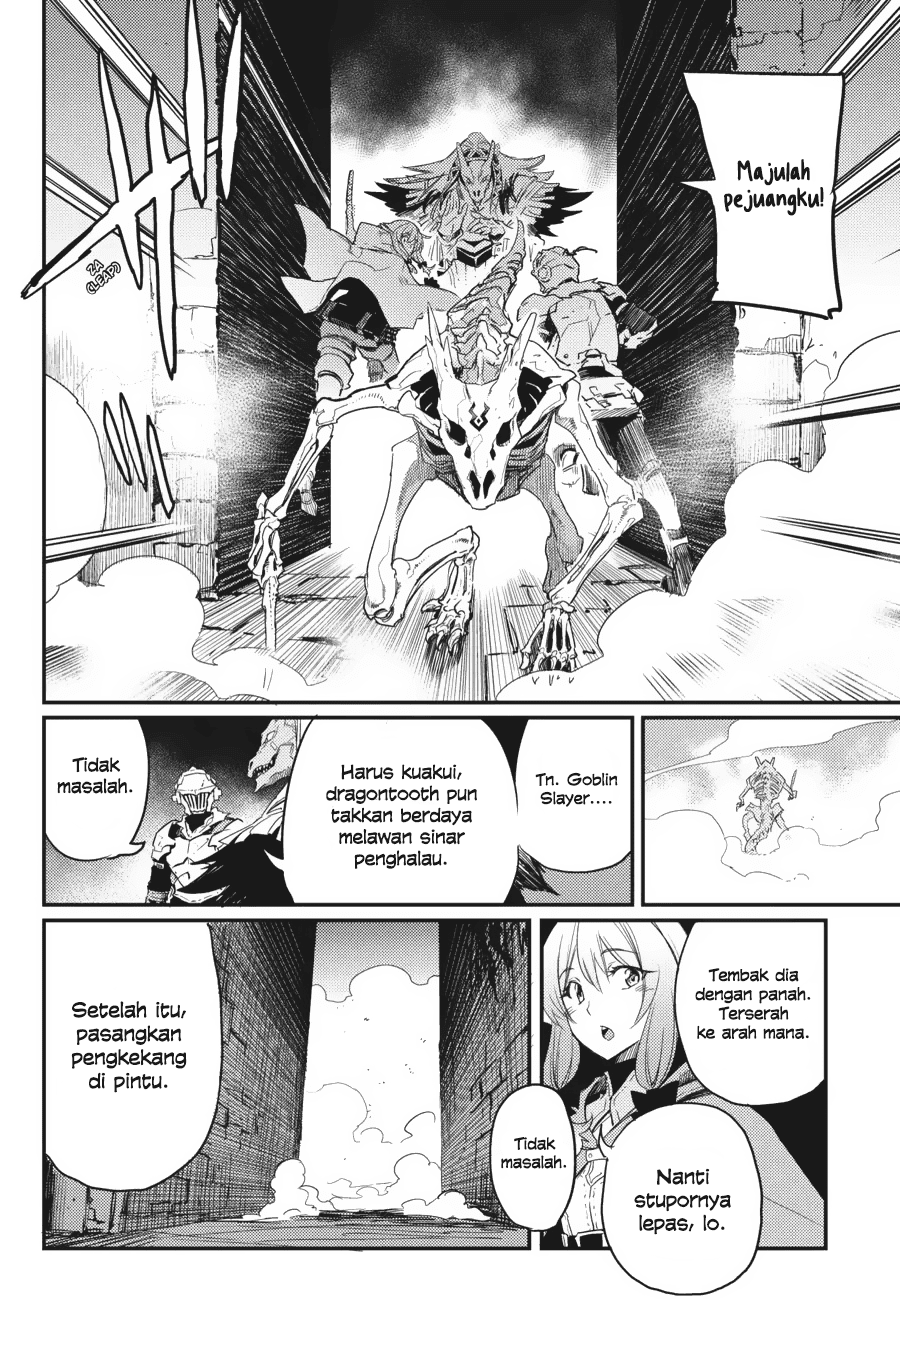 Majulah
pejuangku!
ZA
(LEAP)
Tn. Goblin
Slayer....
Harus kuakui,
dragontooth pun
takkan berdaya
melawan sinar
penghalau.
Tidak
masalah.
Tembak dia
dengan panah.
Terserah
ke arah mana.
Nanti
stupornya
lepas, lo.
Tidak
masalah.
Setelah itu,
pasangkan
pengkekang
di pintu.